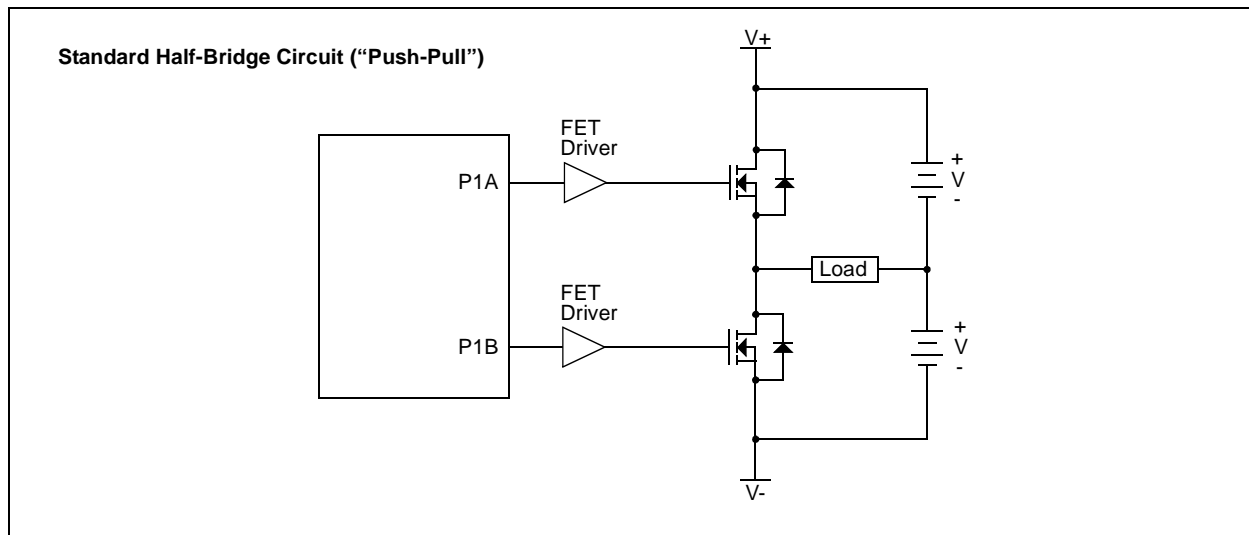 Standard Half-Bridge Circuit (“Push-Pull”)
V+
FET
Driver
P1A
+
V
-
Load
FET
Driver
P1B
+
V
-
V-